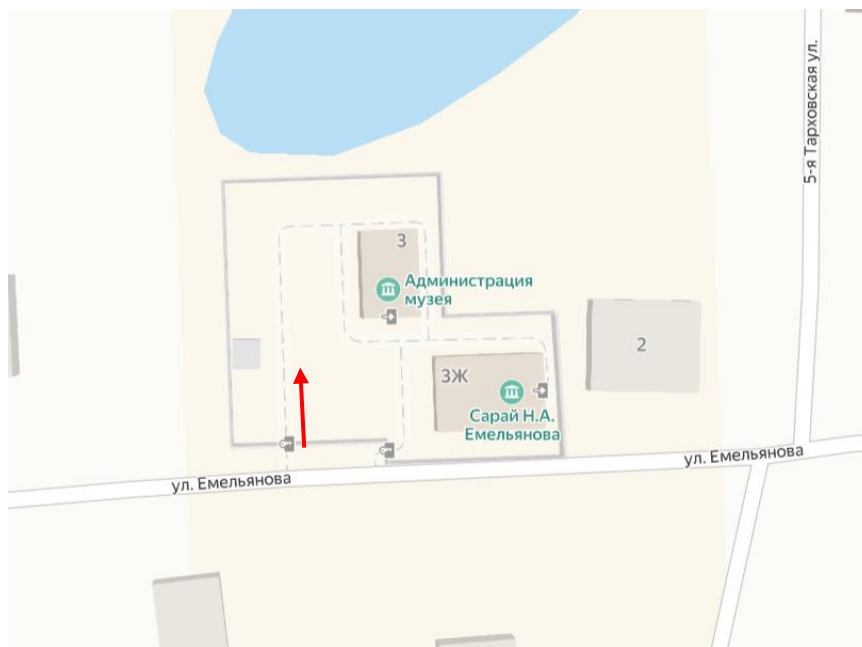 5-я Тарховская ул.
3
Администрация
музея
2
3Ж
Сарай Н.А.
Емельянова
ул. Емельянова
ул. Емельянова